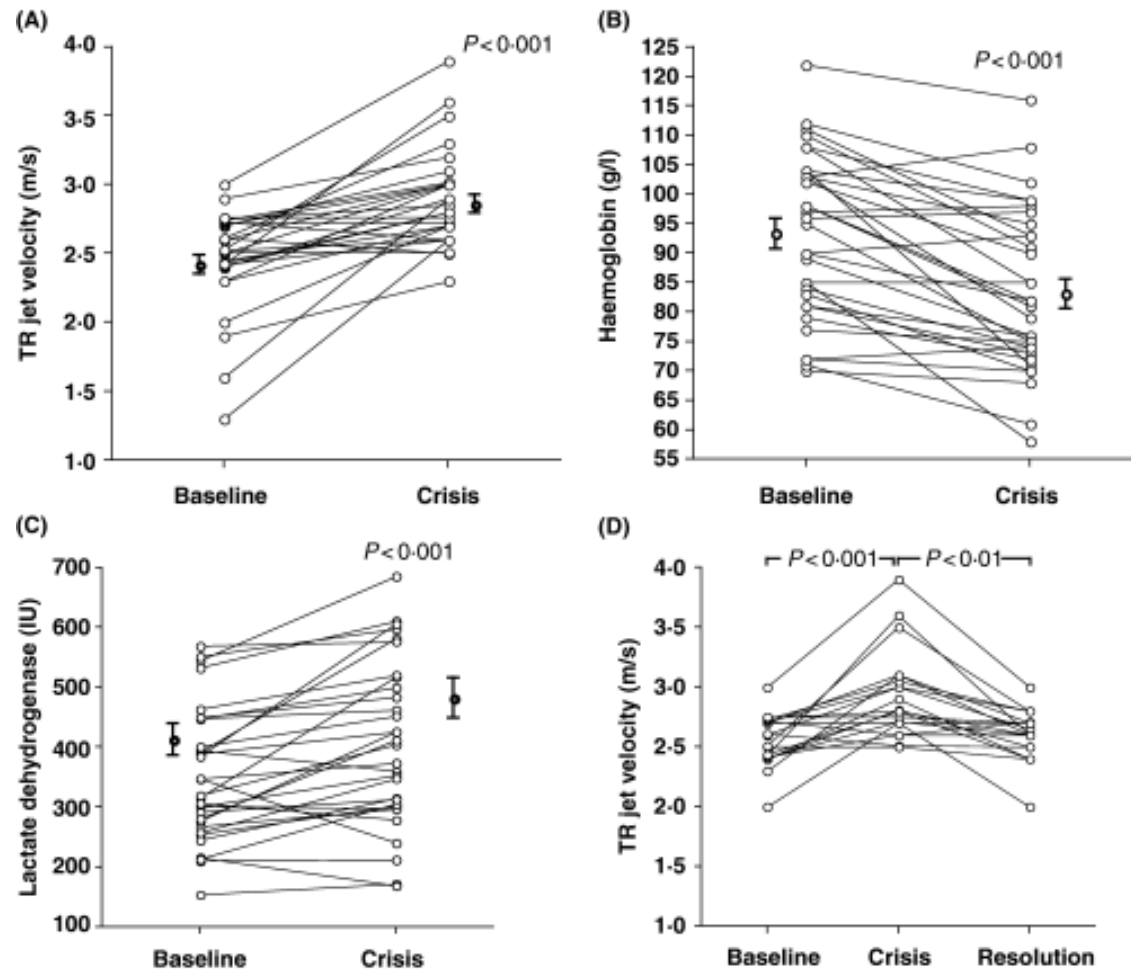 (A)
TR jet velocity (m/s)
4·0
3·5
3·0
2·5
2·0
1·5
1·0
P < 0·001
Baseline Crisis
(B)
Haemoglobin (g/l)
125
120
115
110
105
100
95
90
85
80
75
70
65
60
55
P < 0·001
Baseline Crisis
(C)
Lactate dehydrogenase (IU)
700
600
500
400
300
200
100
P < 0·001
Baseline Crisis
(D)
TR jet velocity (m/s)
4·0
3·5
3·0
2·5
2·0
1·5
1·0
P < 0·001 P < 0·01
Baseline Crisis Resolution